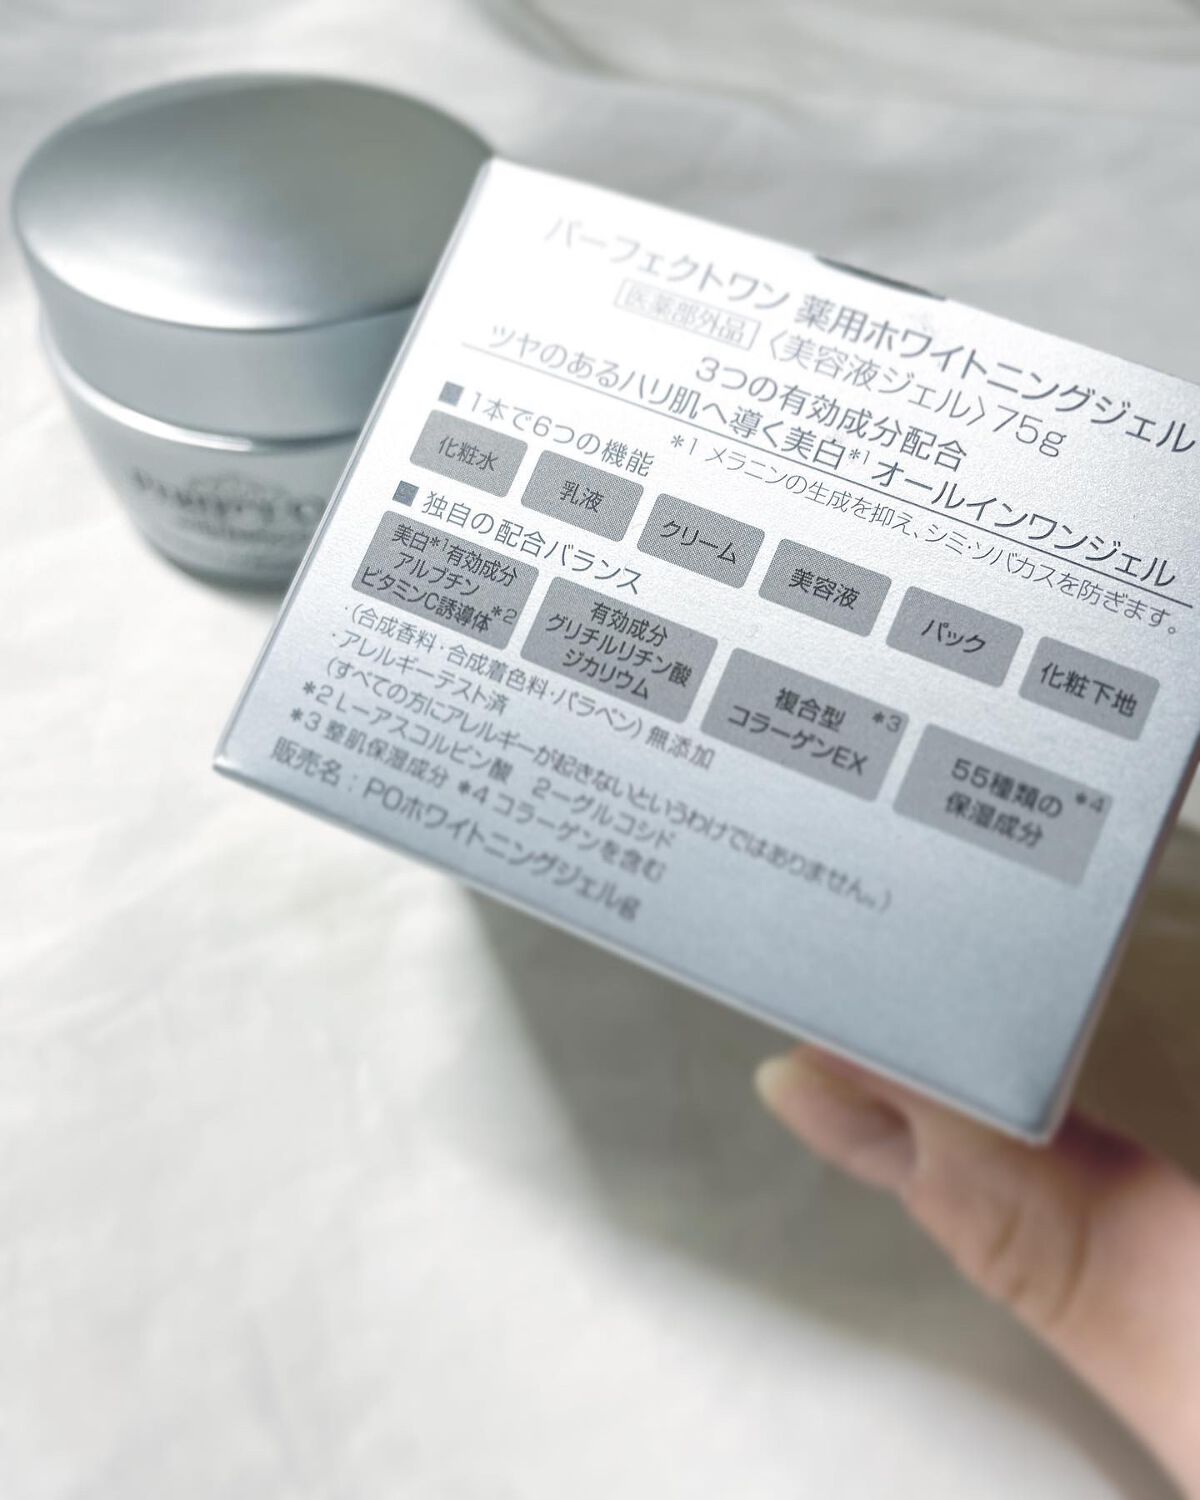 パーフェクトワン 薬用ホワイトニングジェル
医薬部外品 〈美容液ジェル〉75g
3つの有効成分配合
ツヤのあるハリ肌へ導く美白*1 オールインワンジェル
*1 メラニンの生成を抑え、シミ・ソバカスを防ぎます。
■1本で6つの機能
化粧水
乳液
クリーム
美容液
パック
化粧下地
■独自の配合バランス
美白*1有効成分
アルブチン
ビタミンC誘導体*2
有効成分
グリチルリチン酸
ジカリウム
複合型 *3
コラーゲンEX
55種類の *4
保湿成分
・(合成香料・合成着色料・パラベン)無添加
・アレルギーテスト済
(すべての方にアレルギーが起きないというわけではありません。)
*2 L-アスコルビン酸 2-グルコシド
*3 整肌保湿成分 *4 コラーゲンを含む
販売名：POホワイトニングジェルg